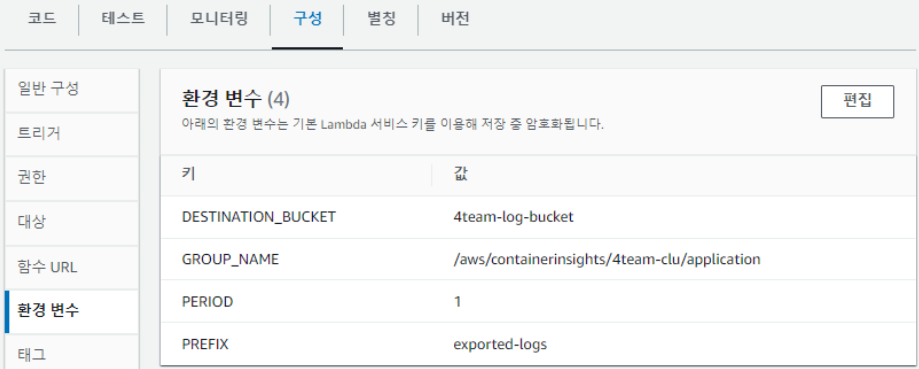 코드 테스트 모니터링 구성 별칭 버전
일반 구성
트리거
권한
대상
함수 URL
환경 변수
태그
환경 변수 (4)
편집
아래의 환경 변수는 기본 Lambda 서비스 키를 이용해 저장 중 암호화됩니다.
키 값
DESTINATION_BUCKET 4team-log-bucket
GROUP_NAME /aws/containerinsights/4team-clu/application
PERIOD 1
PREFIX exported-logs